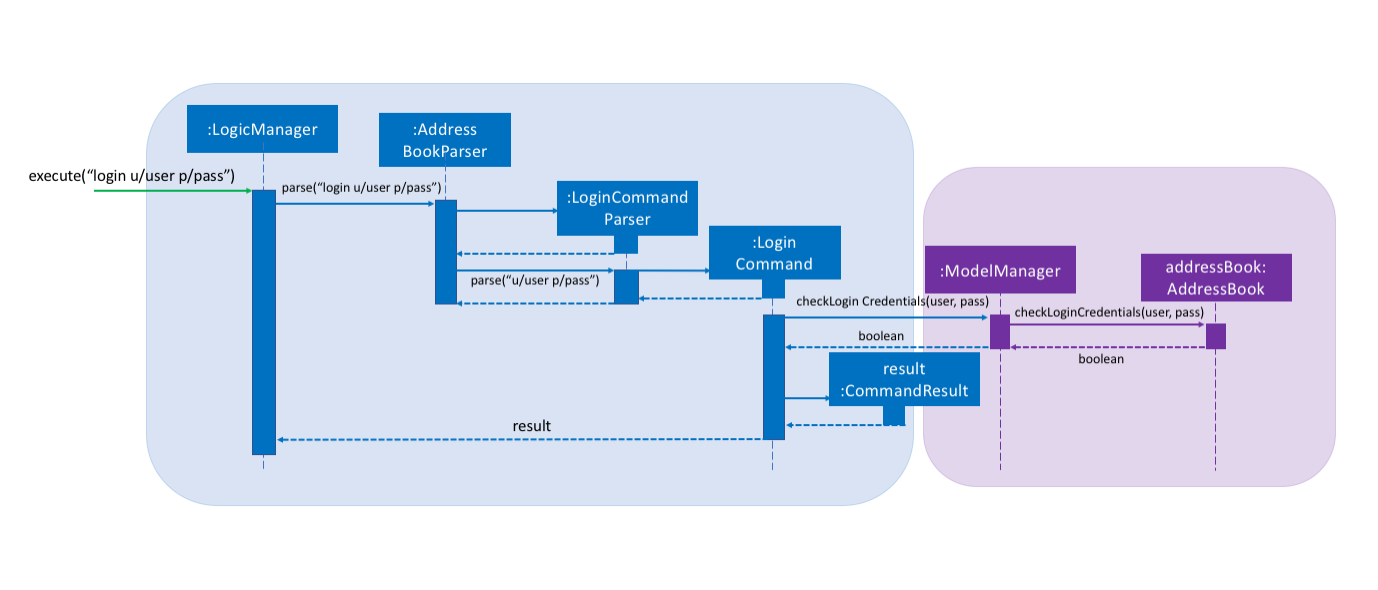 :LogicManager
:Address
BookParser
execute(“login u/user p/pass”)
parse(“login u/user p/pass”)
:LoginCommand
Parser
:Login
Command
:ModelManager
addressBook:
AddressBook
parse(“u/user p/pass”)
checkLogin Credentials(user, pass)
checkLoginCredentials(user, pass)
boolean
boolean
result
:CommandResult
result